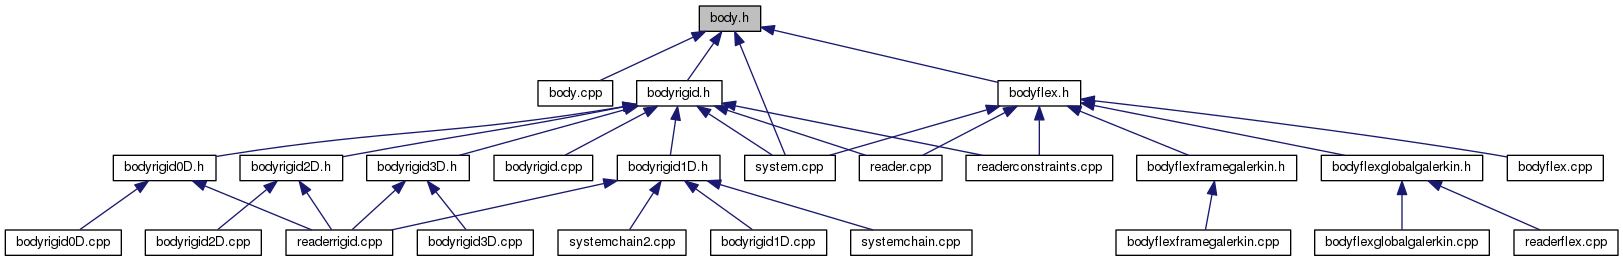 body.h
body.cpp
bodyrigid.h
bodyflex.h
bodyrigid0D.h
bodyrigid2D.h
bodyrigid3D.h
bodyrigid.cpp
bodyrigid1D.h
system.cpp
reader.cpp
readerconstraints.cpp
bodyflexframegalerkin.h
bodyflexglobalgalerkin.h
bodyflex.cpp
bodyrigid0D.cpp
bodyrigid2D.cpp
readerrigid.cpp
bodyrigid3D.cpp
systemchain2.cpp
bodyrigid1D.cpp
systemchain.cpp
bodyflexframegalerkin.cpp
bodyflexglobalgalerkin.cpp
readerflex.cpp